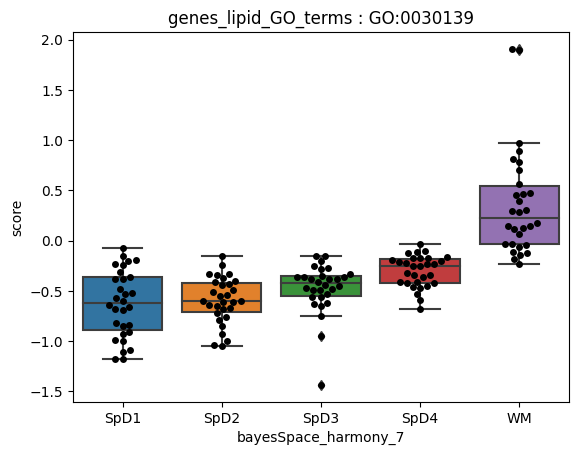 genes_lipid_GO_terms : GO:0030139
2.0
1.5
1.0
0.5
0.0
−0.5
−1.0
−1.5
score
SpD1 SpD2 SpD3 SpD4 WM
bayesSpace_harmony_7